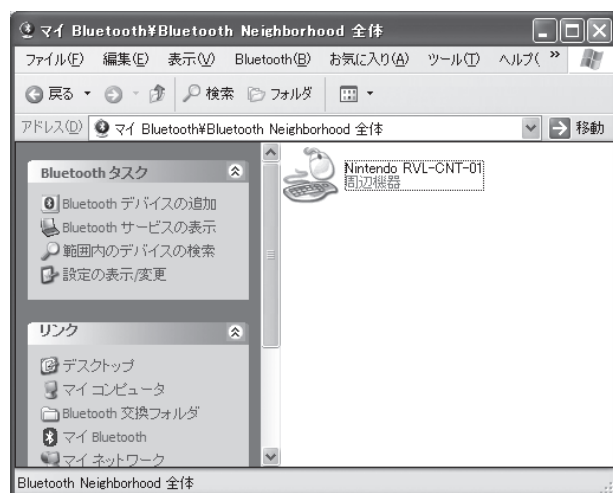 マイ Bluetooth¥Bluetooth Neighborhood 全体
ファイル(F) 編集(E) 表示(V) Bluetooth(B) お気に入り(A) ツール(T) ヘルプ( »
戻る 検索 フォルダ
アドレス(D) マイ Bluetooth¥Bluetooth Neighborhood 全体 移動
Bluetooth タスク
Bluetooth デバイスの追加
Bluetooth サービスの表示
範囲内のデバイスの検索
設定の表示/変更
リンク
デスクトップ
マイ コンピュータ
Bluetooth 交換フォルダ
マイ Bluetooth
マイ ネットワーク
Nintendo RVL-CNT-01
周辺機器
Bluetooth Neighborhood 全体